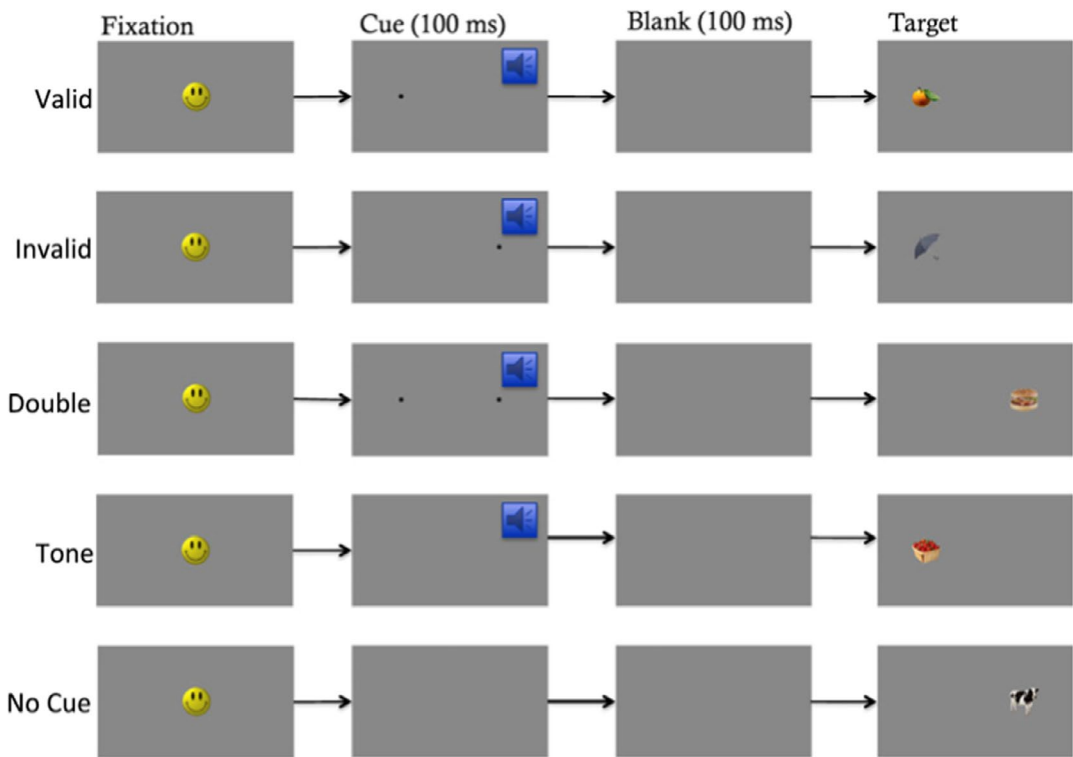 Fixation
Cue (100 ms)
Blank (100 ms)
Target
Valid
Invalid
Double
Tone
No Cue